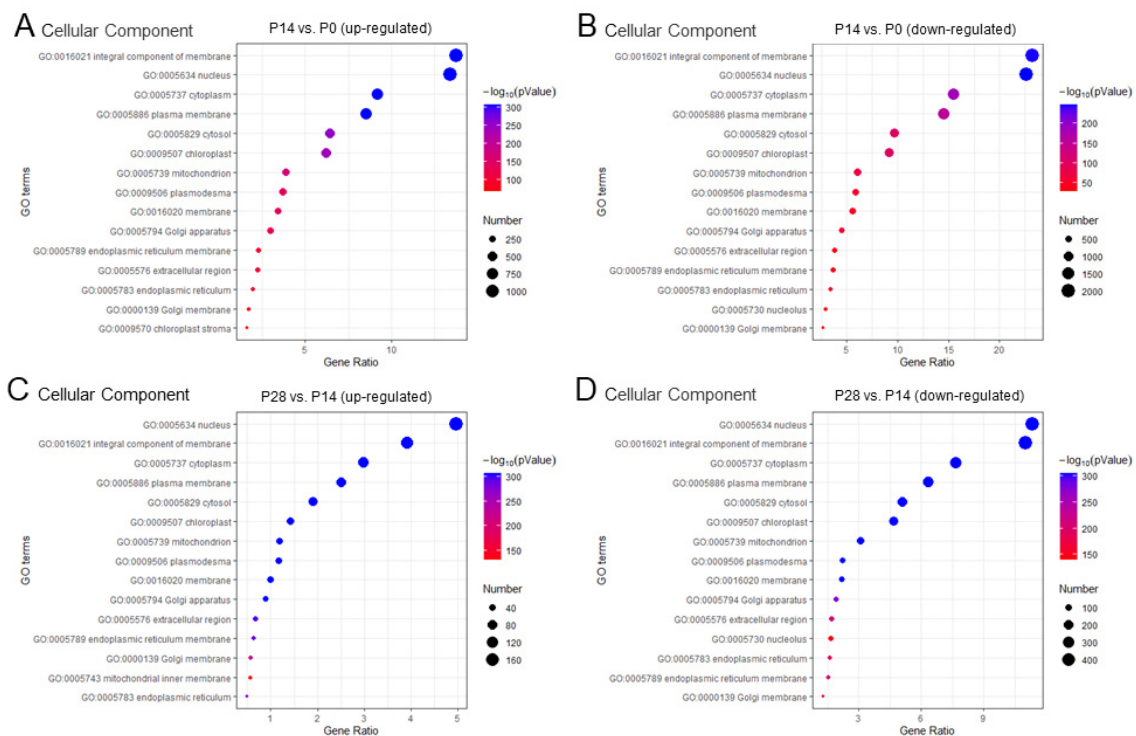 A Cellular Component
P14 vs. P0 (up-regulated)
GO terms
GO:0016021 integral component of membrane
GO:0005634 nucleus
GO:0005737 cytoplasm
GO:0005886 plasma membrane
GO:0005829 cytosol
GO:0009507 chloroplast
GO:0005739 mitochondrion
GO:0009506 plasmodesma
GO:0016020 membrane
GO:0005794 Golgi apparatus
GO:0005789 endoplasmic reticulum membrane
GO:0005576 extracellular region
GO:0005783 endoplasmic reticulum
GO:0000139 Golgi membrane
GO:0009570 chloroplast stroma
5 10
Gene Ratio
−log10(pValue)
300
250
200
150
100
Number
250
500
750
1000
B Cellular Component
P14 vs. P0 (down-regulated)
GO terms
GO:0016021 integral component of membrane
GO:0005634 nucleus
GO:0005737 cytoplasm
GO:0005886 plasma membrane
GO:0005829 cytosol
GO:0009507 chloroplast
GO:0005739 mitochondrion
GO:0009506 plasmodesma
GO:0016020 membrane
GO:0005794 Golgi apparatus
GO:0005576 extracellular region
GO:0005789 endoplasmic reticulum membrane
GO:0005783 endoplasmic reticulum
GO:0005730 nucleolus
GO:0000139 Golgi membrane
5 10 15 20
Gene Ratio
−log10(pValue)
200
150
100
50
Number
500
1000
1500
2000
C Cellular Component
P28 vs. P14 (up-regulated)
GO terms
GO:0005634 nucleus
GO:0016021 integral component of membrane
GO:0005737 cytoplasm
GO:0005886 plasma membrane
GO:0005829 cytosol
GO:0009507 chloroplast
GO:0005739 mitochondrion
GO:0009506 plasmodesma
GO:0016020 membrane
GO:0005794 Golgi apparatus
GO:0005576 extracellular region
GO:0005789 endoplasmic reticulum membrane
GO:0000139 Golgi membrane
GO:0005743 mitochondrial inner membrane
GO:0005783 endoplasmic reticulum
1 2 3 4 5
Gene Ratio
−log10(pValue)
300
250
200
150
Number
40
80
120
160
D Cellular Component
P28 vs. P14 (down-regulated)
GO terms
GO:0005634 nucleus
GO:0016021 integral component of membrane
GO:0005737 cytoplasm
GO:0005886 plasma membrane
GO:0005829 cytosol
GO:0009507 chloroplast
GO:0005739 mitochondrion
GO:0009506 plasmodesma
GO:0016020 membrane
GO:0005794 Golgi apparatus
GO:0005576 extracellular region
GO:0005730 nucleolus
GO:0005783 endoplasmic reticulum
GO:0005789 endoplasmic reticulum membrane
GO:0000139 Golgi membrane
3 6 9
Gene Ratio
−log10(pValue)
300
250
200
150
Number
100
200
300
400